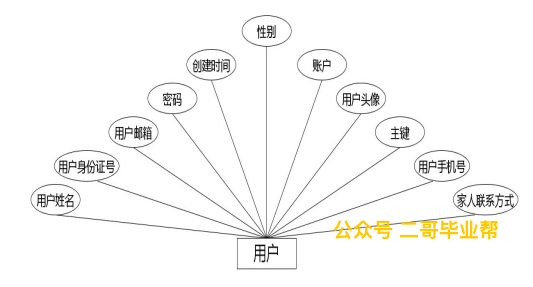 性别
创建时间
账户
密码
用户头像
用户邮箱
主键
用户身份证号
用户手机号
用户姓名
家人联系方式
公众号 二哥毕业帮
用户